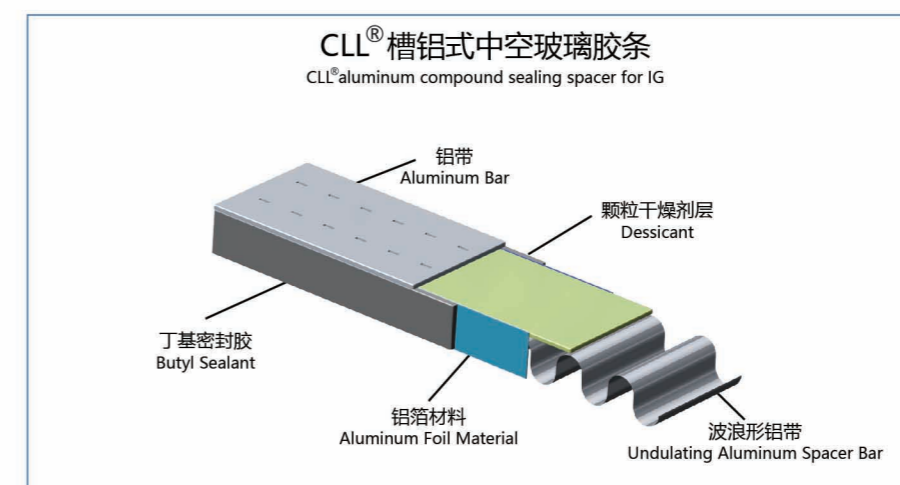 CLL®槽铝式中空玻璃胶条
CLL®aluminum compound sealing spacer for IG
铝带
Aluminum Bar
颗粒干燥剂层
Dessicant
丁基密封胶
Butyl Sealant
铝箔材料
Aluminum Foil Material
波浪形铝带
Undulating Aluminum Spacer Bar